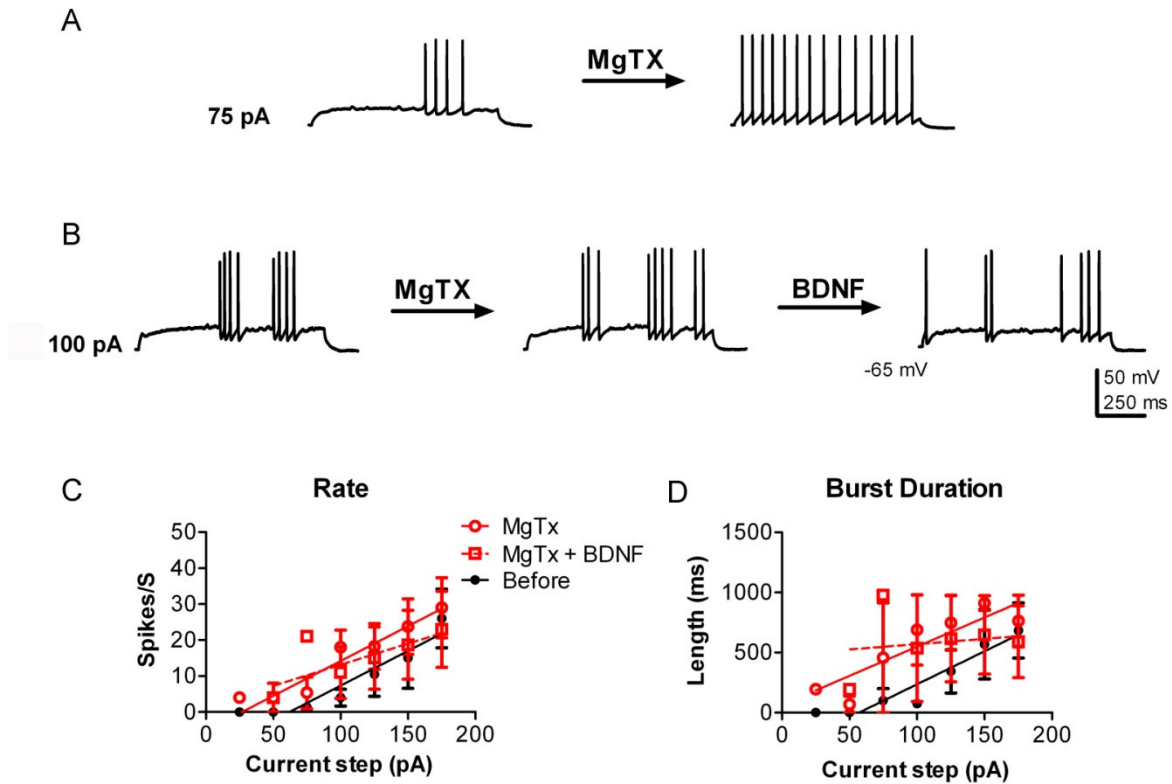 A
75 pA
MgTX
B
100 pA
MgTX
BDNF
-65 mV
50 mV
250 ms
C
Rate
Spikes/S
50
40
30
20
10
0
0 50 100 150 200
Current step (pA)
MgTx
MgTx + BDNF
Before
D
Burst Duration
Length (ms)
1500
1000
500
0
0 50 100 150 200
Current step (pA)